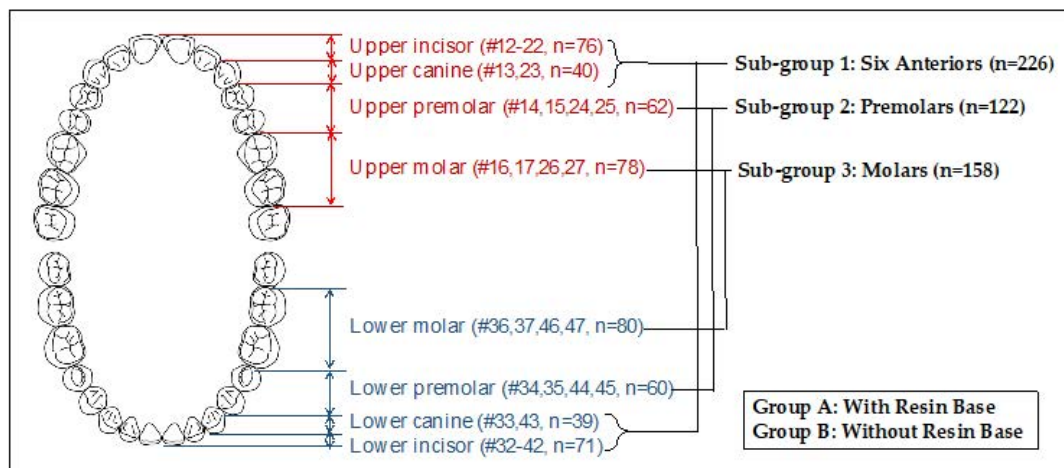 Upper incisor (#12-22, n=76)
Upper canine (#13,23, n=40)
Sub-group 1: Six Anteriors (n=226)
Upper premolar (#14,15,24,25, n=62)
Sub-group 2: Premolars (n=122)
Upper molar (#16,17,26,27, n=78)
Sub-group 3: Molars (n=158)
Lower molar (#36,37,46,47, n=80)
Lower premolar (#34,35,44,45, n=60)
Lower canine (#33,43, n=39)
Lower incisor (#32-42, n=71)
Group A: With Resin Base
Group B: Without Resin Base